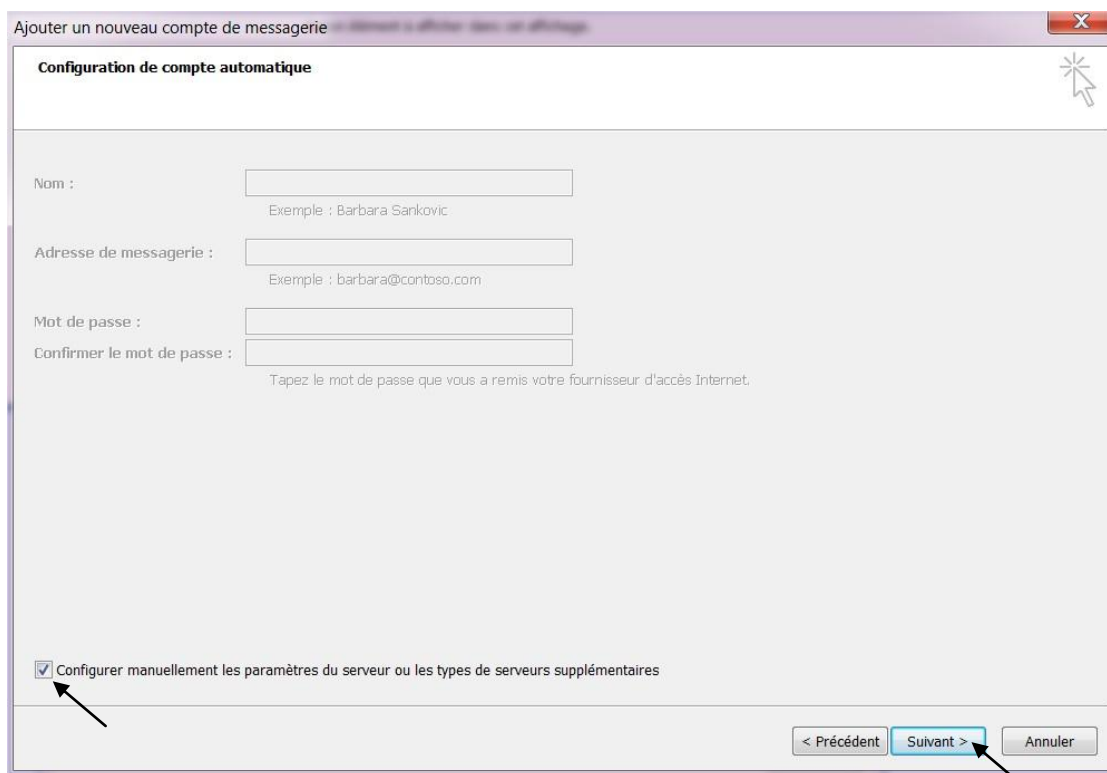 Ajouter un nouveau compte de messagerie
Configuration de compte automatique
Nom :
Exemple : Barbara Sankovic
Adresse de messagerie :
Exemple : barbara@contoso.com
Mot de passe :
Confirmer le mot de passe :
Tapez le mot de passe que vous a remis votre fournisseur d'accès Internet.
Configurer manuellement les paramètres du serveur ou les types de serveurs supplémentaires
< Précédent Suivant > Annuler